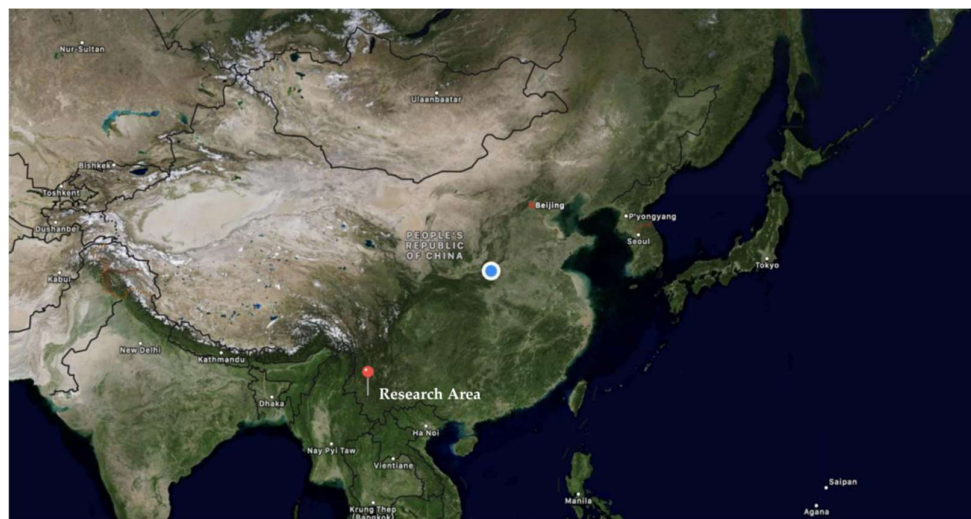 Nur-Sultan
Ulaanbaatar
Bishkek
Toshkent
Dushanbe
Beijing
P'yongyang
Seoul
Tokyo
PEOPLE'S
REPUBLIC
OF CHINA
Kabul
New Delhi
Kathmandu
Research Area
Dhaka
Ha Noi
Nay Pyi Taw
Vientiane
Saipan
Manila
Krung Thep
(Bangkok)
Agana